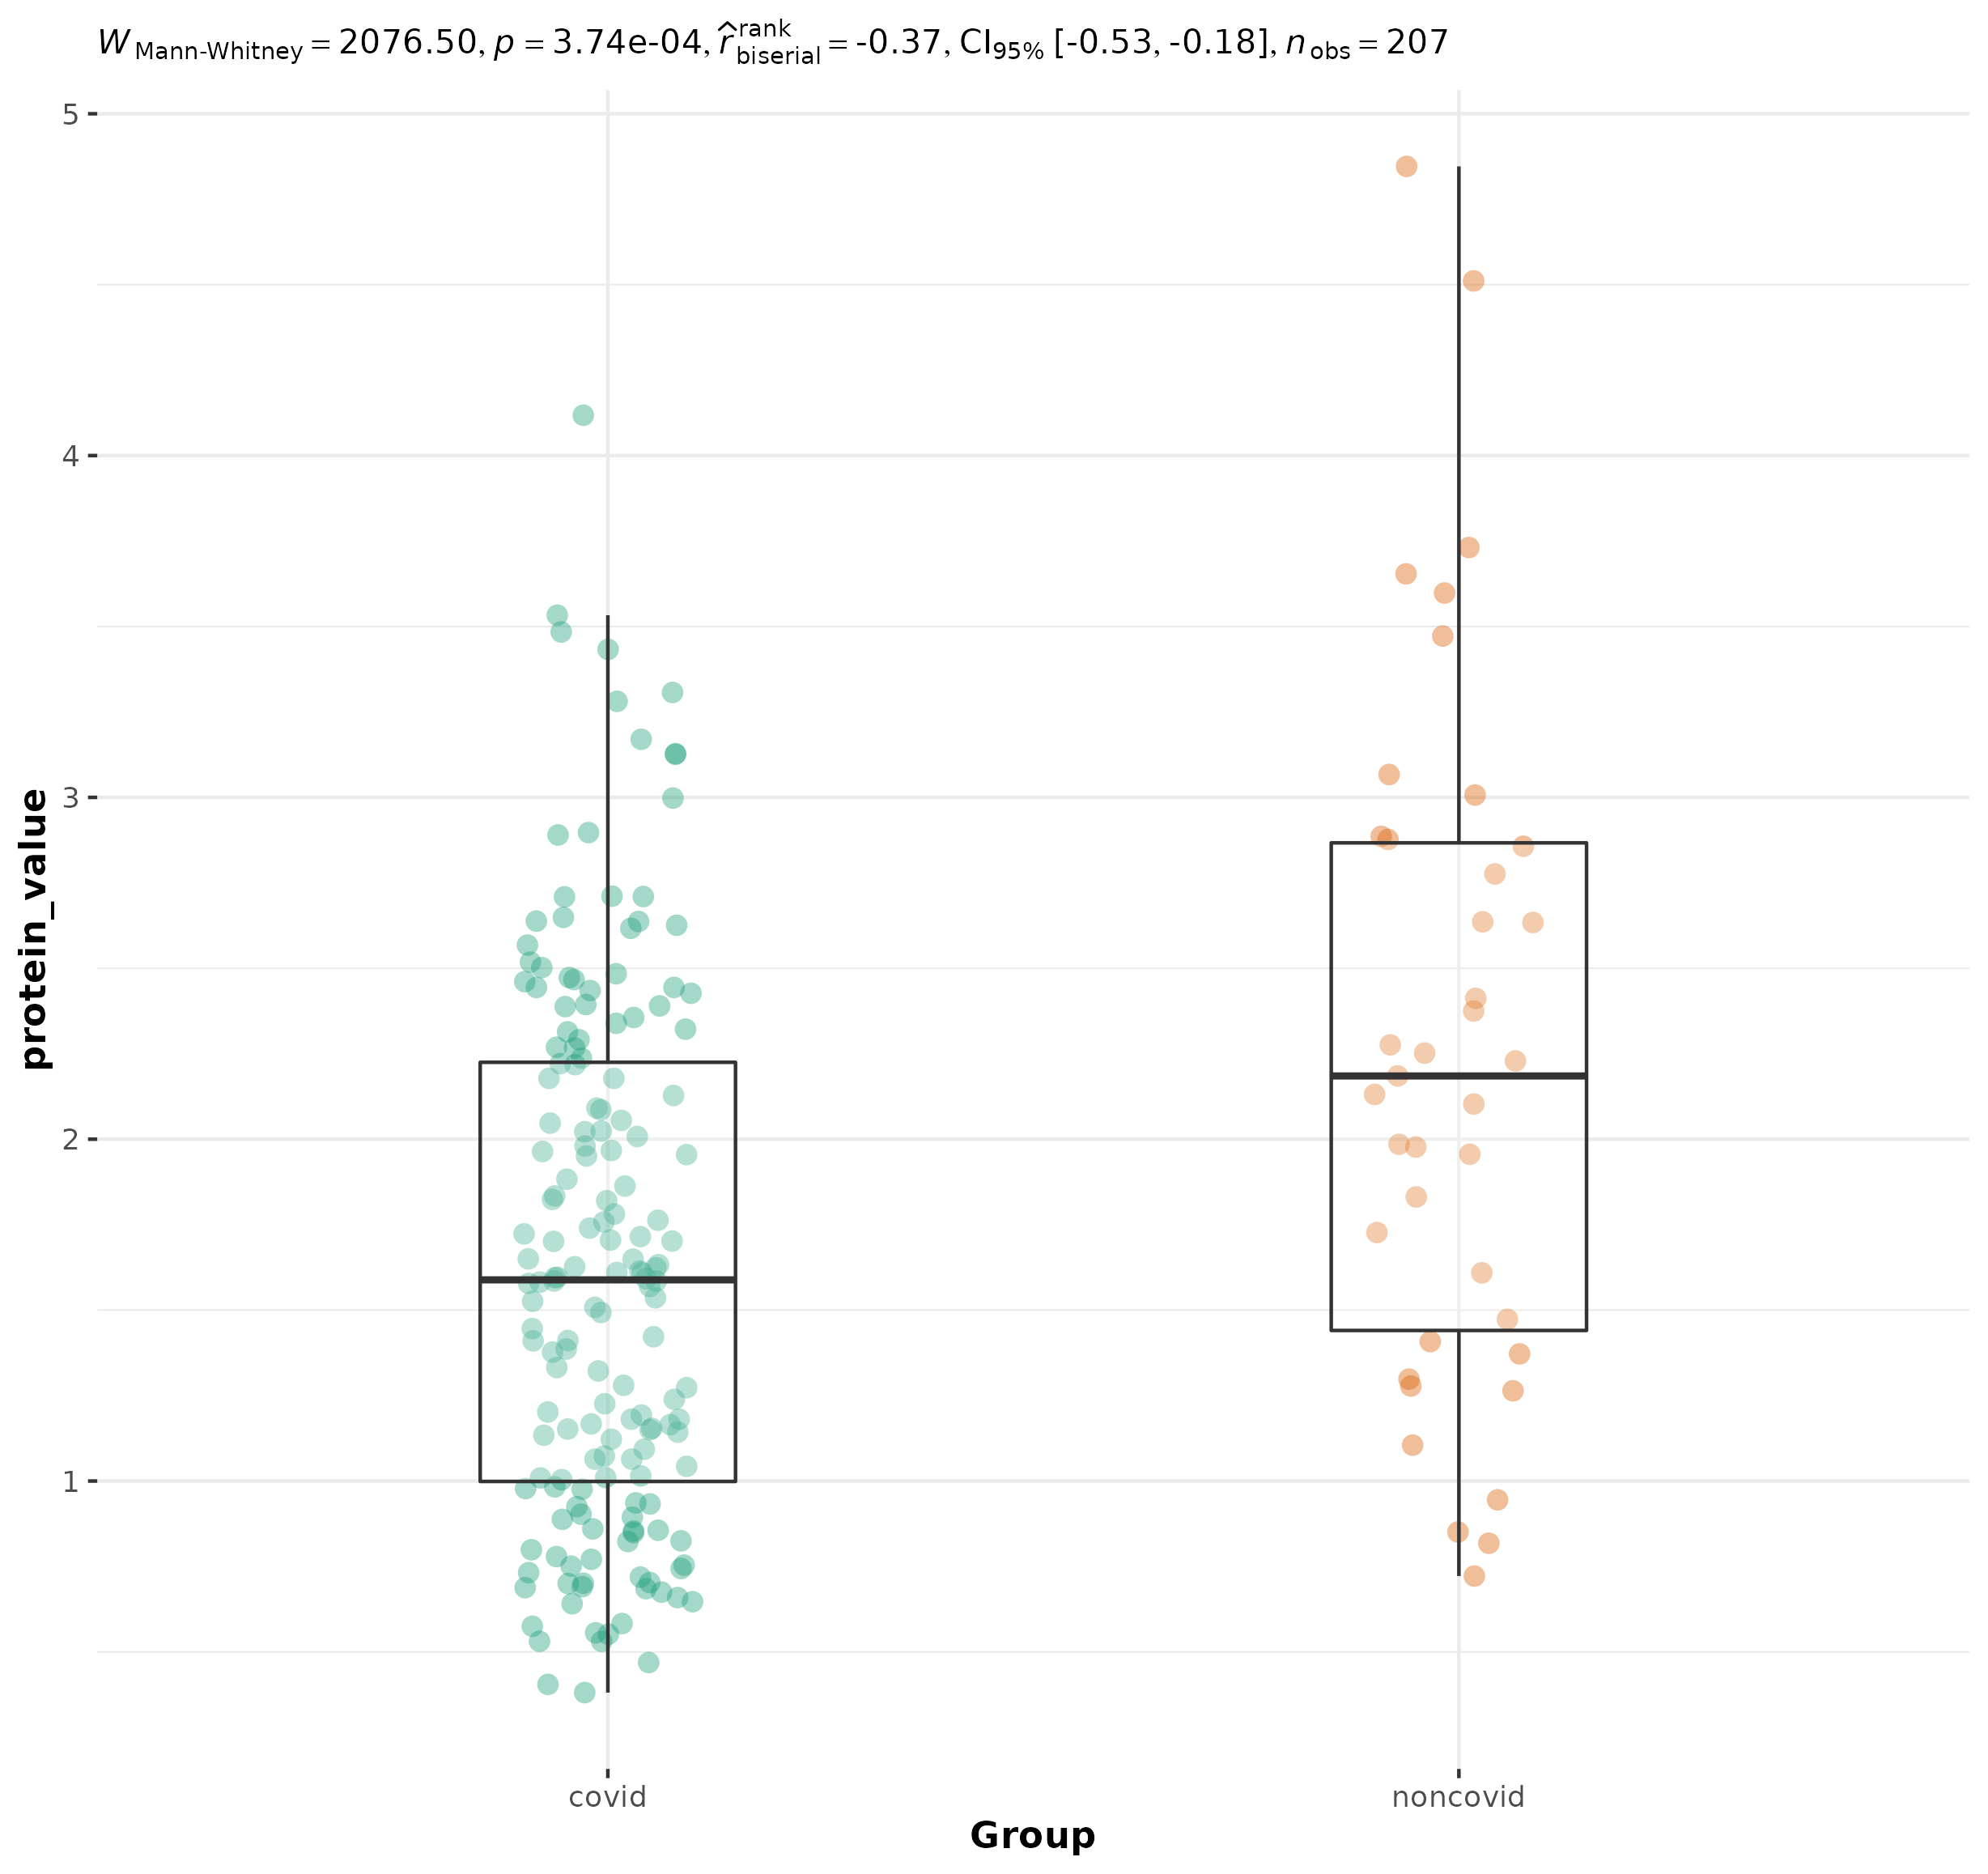 W Mann-Whitney = 2076.50, p = 3.74e-04, r̂ rank biserial = -0.37, CI95% [-0.53, -0.18], n obs = 207
5
4
3
2
1
protein_value
covid noncovid
Group